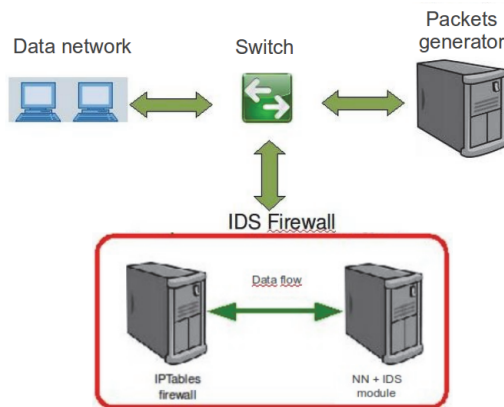 Data network
Switch
Packets
generator
IDS Firewall
Data flow
IPTables
firewall
NN + IDS
module